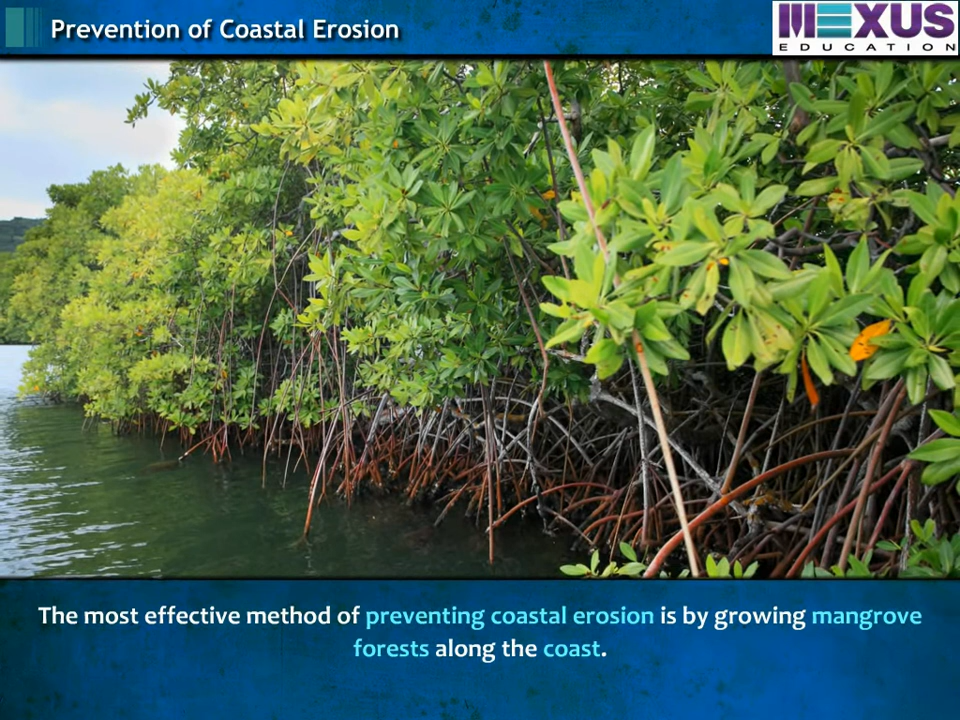 Prevention of Coastal Erosion
MEXUS
EDUCATION
The most effective method of preventing coastal erosion is by growing mangrove
forests along the coast.